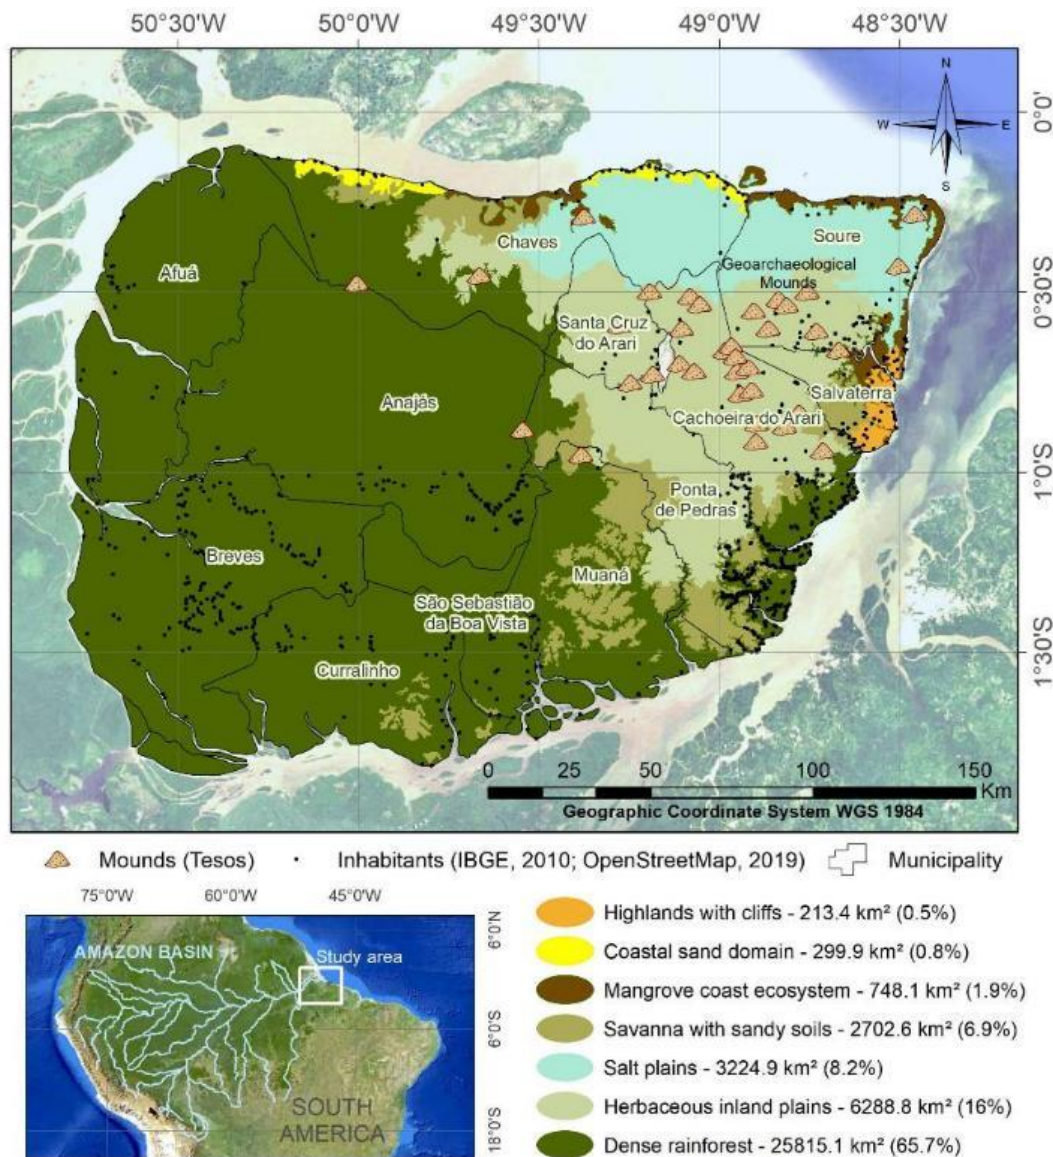 50°30'W 50°0'W 49°30'W 49°0'W 48°30'W
N
W E
S
0°0'
Chaves
Soure
Afuá
Geoarchaeological
Mounds
0°30'S
Santa Cruz
do Arari
Anajás
Salvaterra
Cachoeira do Arari
1°0'S
Ponta
de Pedras
Breves
Muaná
São Sebastião
da Boa Vista
1°30'S
Curralinho
0 25 50 100 150
Km
Geographic Coordinate System WGS 1984
Mounds (Tesos) Inhabitants (IBGE, 2010; OpenStreetMap, 2019) Municipality
75°0'W 60°0'W 45°0'W
6°0'N
AMAZON BASIN
Study area
6°0'S
SOUTH
AMERICA
18°0'S
Highlands with cliffs - 213.4 km² (0.5%)
Coastal sand domain - 299.9 km² (0.8%)
Mangrove coast ecosystem - 748.1 km² (1.9%)
Savanna with sandy soils - 2702.6 km² (6.9%)
Salt plains - 3224.9 km² (8.2%)
Herbaceous inland plains - 6288.8 km² (16%)
Dense rainforest - 25815.1 km² (65.7%)